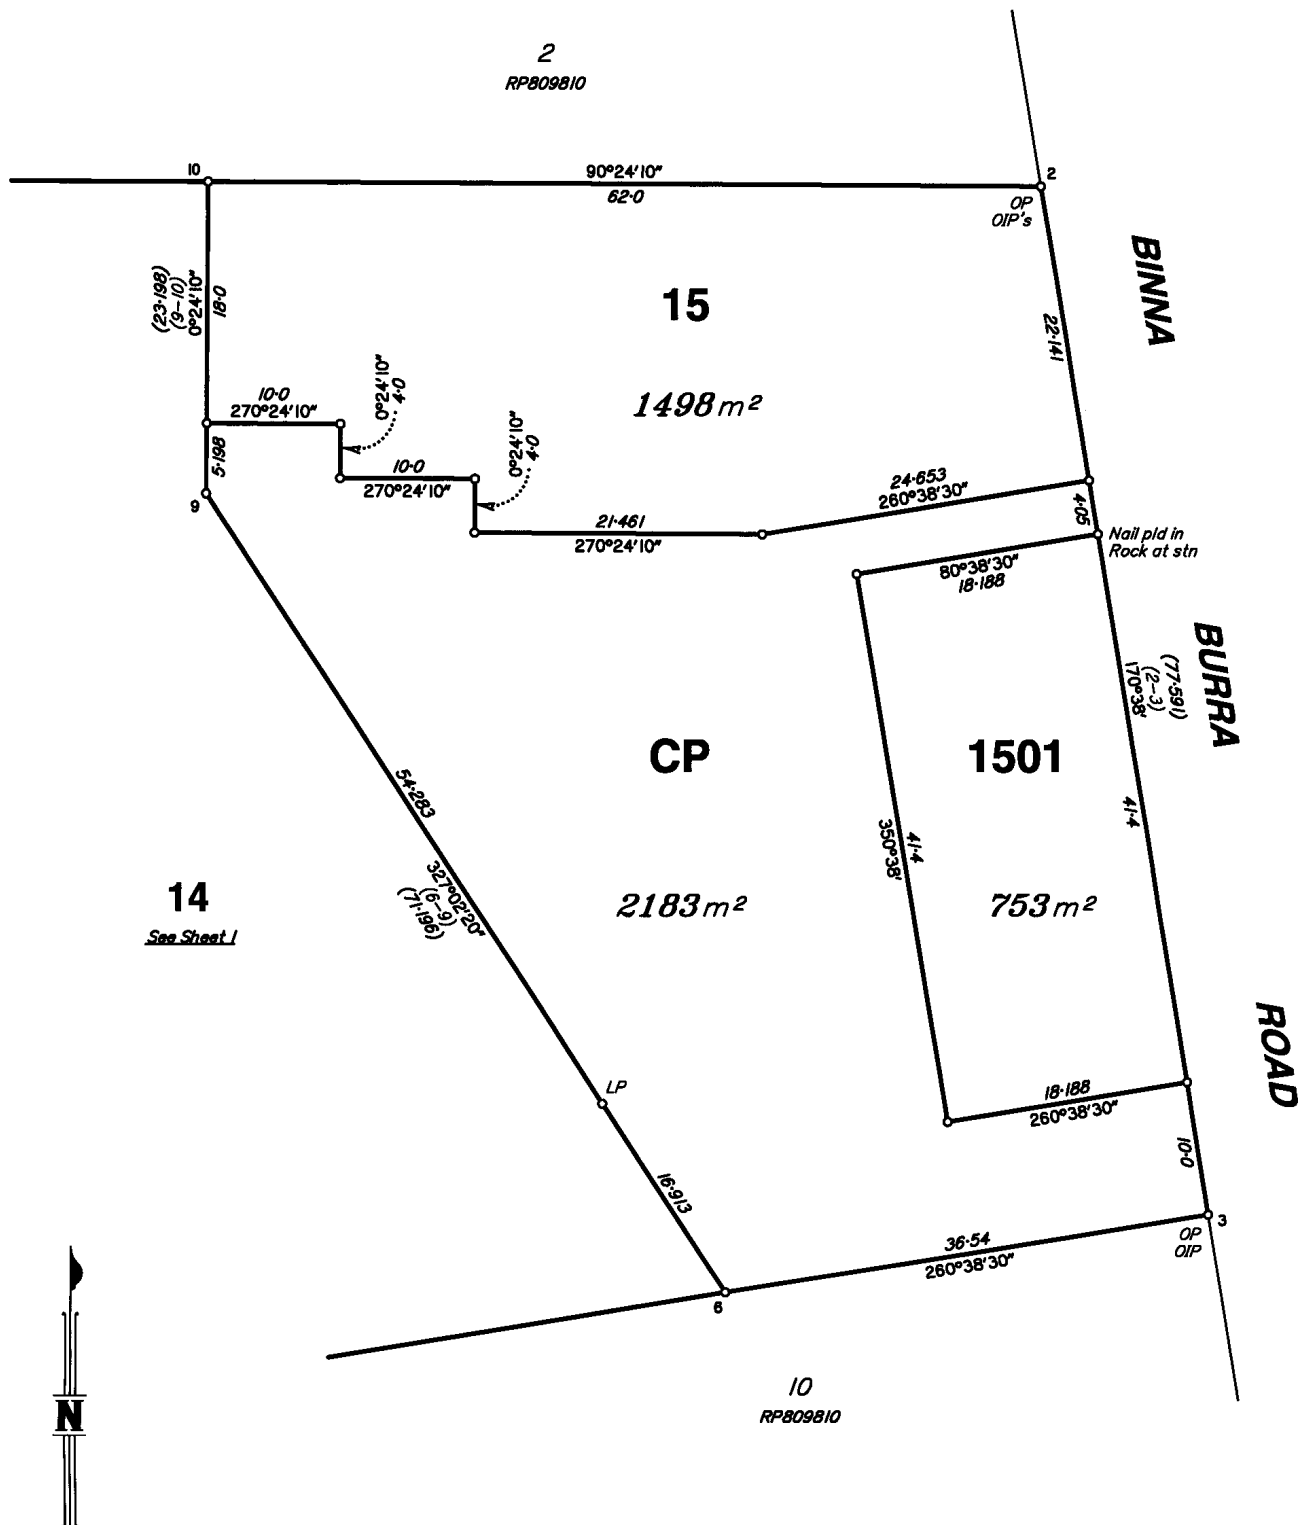 2
RP809810
10
90°24'10"
62·0
2
OP
OIP's
BINNA
(23·198)
(9–10)
0°24'10"
18·0
15
22·141
10·0
270°24'10"
0°24'10"
4·0
1498 m²
5·198
9
10·0
270°24'10"
0°24'10"
4·0
24·653
260°38'30"
4·05
21·461
270°24'10"
Nail pld in
Rock at stn
80°38'30"
18·188
BURRA
(77·591)
(2–3)
170°38'
CP
1501
54·283
41·4
350°38'
41·4
327°02'20"
(6–9)
(71·196)
14
See Sheet 1
2183 m²
753 m²
ROAD
LP
18·188
260°38'30"
10·0
16·913
3
OP
OIP
36·54
260°38'30"
6
10
RP809810
N